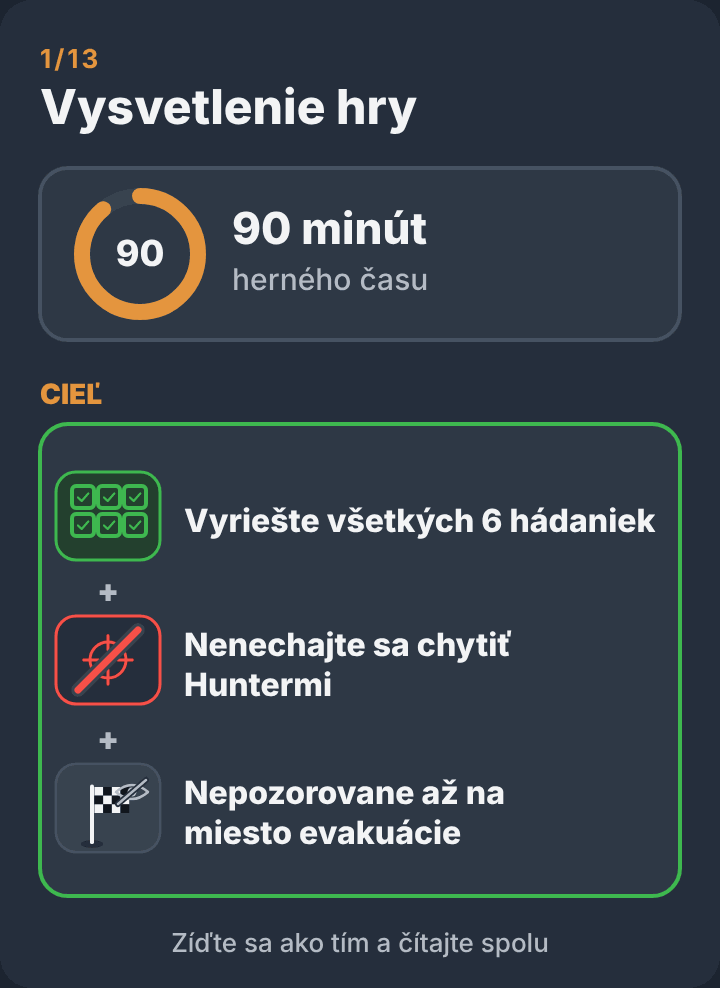 1/13
Vysvetlenie hry
90
90 minút
herného času
CIEĽ
Vyriešte všetkých 6 hádaniek
+
Nenechajte sa chytiť
Huntermi
+
Nepozorovane až na
miesto evakuácie
Zíďte sa ako tím a čítajte spolu